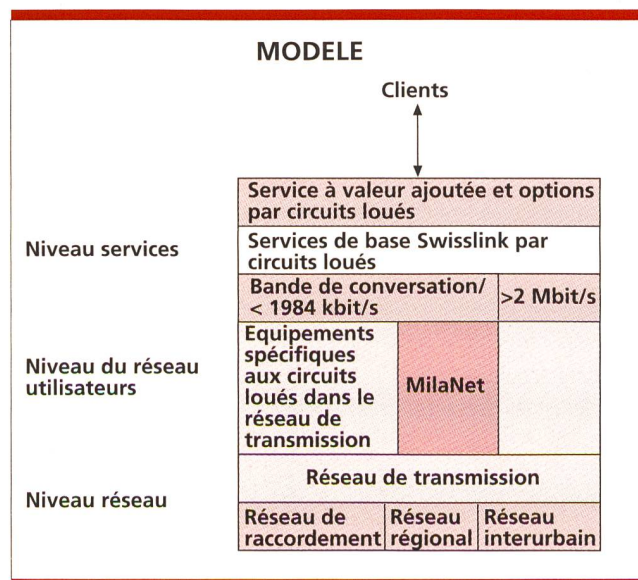 MODELE
Clients
Service à valeur ajoutée et options
par circuits loués
Niveau services
Services de base Swisslink par
circuits loués
Bande de conversation/
< 1984 kbit/s
>2 Mbit/s
Niveau du réseau
utilisateurs
Equipements
spécifiques
aux circuits
loués dans le
réseau de
transmission
MilaNet
Niveau réseau
Réseau de transmission
Réseau de
raccordement
Réseau
régional
Réseau
interurbain